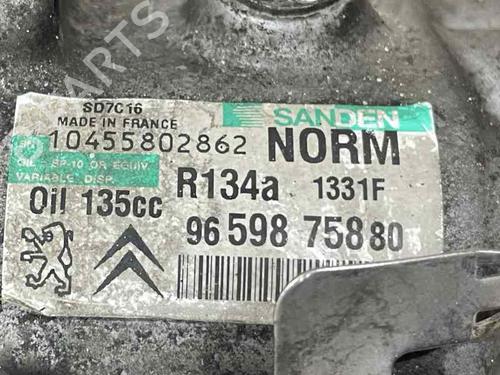 B-PARTS
SD7C16
MADE IN FRANCE
SANDEN
10455802862 NORM
OIL SP-10 OR EQUIV.
VARIABLE DISP.
R134a 1331F
Oil 135cc
96 598 758 80